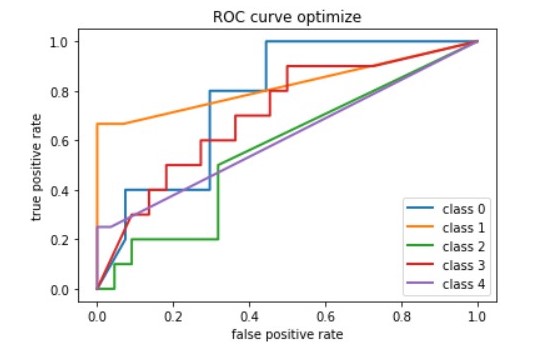 ROC curve optimize
1.0
0.8
0.6
0.4
0.2
0.0
true positive rate
class 0
class 1
class 2
class 3
class 4
0.0 0.2 0.4 0.6 0.8 1.0
false positive rate